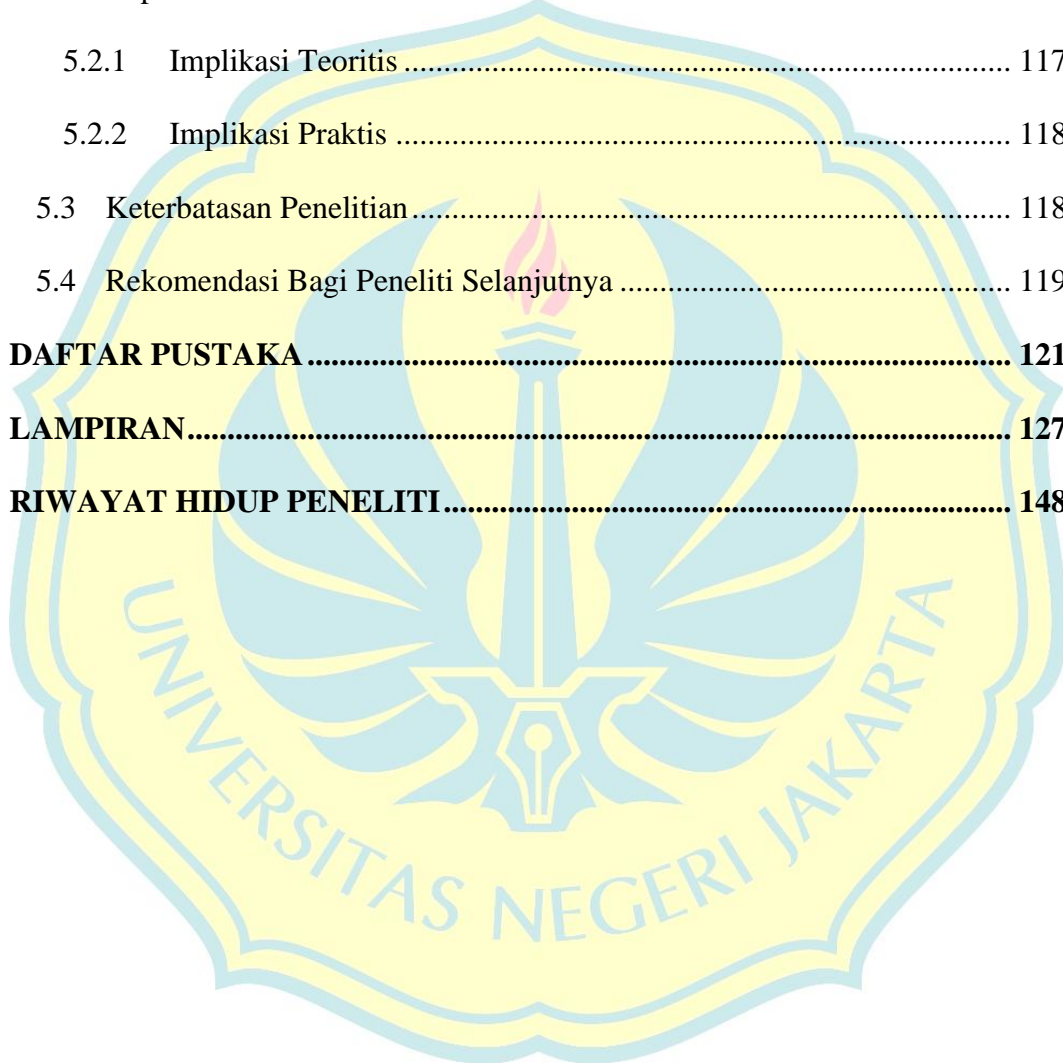 5.2.1 Implikasi Teoritis ........................................................................... 117
5.2.2 Implikasi Praktis ............................................................................ 118
5.3 Keterbatasan Penelitian .......................................................................... 118
5.4 Rekomendasi Bagi Peneliti Selanjutnya ................................................ 119
DAFTAR PUSTAKA ........................................................................................ 121
LAMPIRAN ....................................................................................................... 127
RIWAYAT HIDUP PENELITI ....................................................................... 148
UNIVERSITAS NEGERI JAKARTA